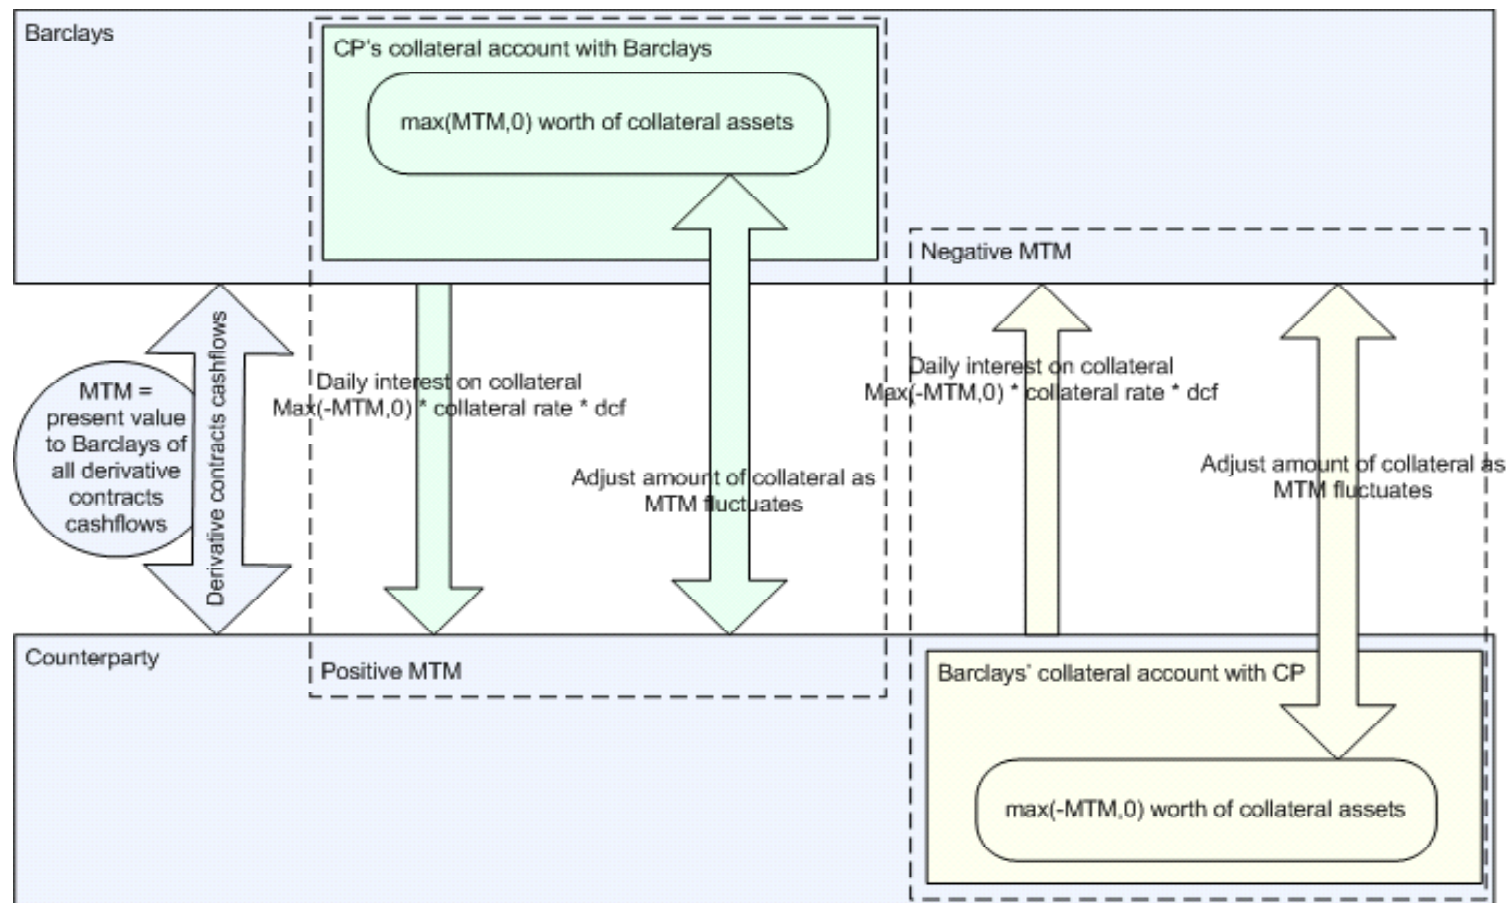 Barclays
CP's collateral account with Barclays
max(MTM,0) worth of collateral assets
Negative MTM
MTM =
present value
to Barclays of
all derivative
contracts
cashflows
Derivative contracts cashflows
Daily interest on collateral
Max(-MTM,0) * collateral rate * dcf
Adjust amount of collateral as
MTM fluctuates
Daily interest on collateral
Max(-MTM,0) * collateral rate * dcf
Adjust amount of collateral as
MTM fluctuates
Counterparty
Positive MTM
Barclays' collateral account with CP
max(-MTM,0) worth of collateral assets